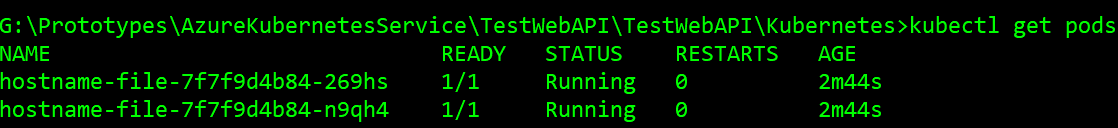 G:\Prototypes\AzureKubernetesService\TestWebAPI\TestWebAPI\Kubernetes>kubectl get pods
NAME READY STATUS RESTARTS AGE
hostname-file-7f7f9d4b84-269hs 1/1 Running 0 2m44s
hostname-file-7f7f9d4b84-n9qh4 1/1 Running 0 2m44s